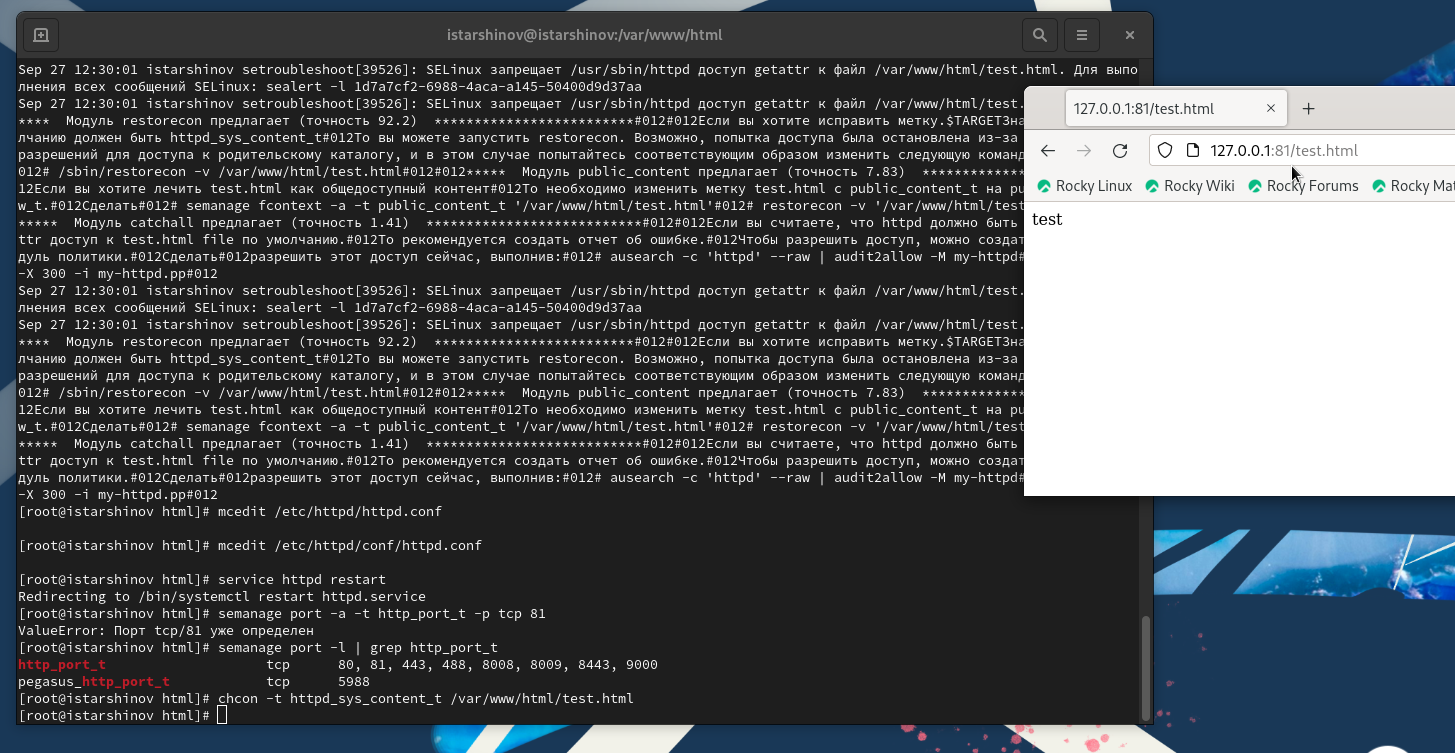 istarshinov@istarshinov:/var/www/html
Sep 27 12:30:01 istarshinov setroubleshoot[39526]: SELinux запрещает /usr/sbin/httpd доступ getattr к файл /var/www/html/test.html. Для выпо
лнения всех сообщений SELinux: sealert -l 1d7a7cf2-6988-4aca-a145-50400d9d37aa
Sep 27 12:30:01 istarshinov setroubleshoot[39526]: SELinux запрещает /usr/sbin/httpd доступ getattr к файл /var/www/html/test.
**** Модуль restorecon предлагает (точность 92.2) ************************#012#012Если вы хотите исправить метку.$TARGETЗна
лчанию должен быть httpd_sys_content_t#012То вы можете запустить restorecon. Возможно, попытка доступа была остановлена из-за
разрешений для доступа к родительскому каталогу, и в этом случае попытайтесь соответствующим образом изменить следующую команд
012# /sbin/restorecon -v /var/www/html/test.html#012#012***** Модуль public_content предлагает (точность 7.83) *************
12Если вы хотите лечить test.html как общедоступный контент#012То необходимо изменить метку test.html с public_content_t на pu
w_t.#012Сделать#012# semanage fcontext -a -t public_content_t '/var/www/html/test.html'#012# restorecon -v '/var/www/html/test
***** Модуль catchall предлагает (точность 1.41) **************************#012#012Если вы считаете, что httpd должно быть
ttr доступ к test.html file по умолчанию.#012То рекомендуется создать отчет об ошибке.#012Чтобы разрешить доступ, можно создат
дуль политики.#012Сделать#012разрешить этот доступ сейчас, выполнив:#012# ausearch -c 'httpd' --raw | audit2allow -M my-httpd#
-X 300 -i my-httpd.pp#012
Sep 27 12:30:01 istarshinov setroubleshoot[39526]: SELinux запрещает /usr/sbin/httpd доступ getattr к файл /var/www/html/test.
лнения всех сообщений SELinux: sealert -l 1d7a7cf2-6988-4aca-a145-50400d9d37aa
Sep 27 12:30:01 istarshinov setroubleshoot[39526]: SELinux запрещает /usr/sbin/httpd доступ getattr к файл /var/www/html/test.
**** Модуль restorecon предлагает (точность 92.2) ************************#012#012Если вы хотите исправить метку.$TARGETЗна
лчанию должен быть httpd_sys_content_t#012То вы можете запустить restorecon. Возможно, попытка доступа была остановлена из-за
разрешений для доступа к родительскому каталогу, и в этом случае попытайтесь соответствующим образом изменить следующую команд
012# /sbin/restorecon -v /var/www/html/test.html#012#012***** Модуль public_content предлагает (точность 7.83) *************
12Если вы хотите лечить test.html как общедоступный контент#012То необходимо изменить метку test.html с public_content_t на pu
w_t.#012Сделать#012# semanage fcontext -a -t public_content_t '/var/www/html/test.html'#012# restorecon -v '/var/www/html/test
***** Модуль catchall предлагает (точность 1.41) **************************#012#012Если вы считаете, что httpd должно быть
ttr доступ к test.html file по умолчанию.#012То рекомендуется создать отчет об ошибке.#012Чтобы разрешить доступ, можно создат
дуль политики.#012Сделать#012разрешить этот доступ сейчас, выполнив:#012# ausearch -c 'httpd' --raw | audit2allow -M my-httpd#
-X 300 -i my-httpd.pp#012
[root@istarshinov html]# mcedit /etc/httpd/httpd.conf
[root@istarshinov html]# mcedit /etc/httpd/conf/httpd.conf
[root@istarshinov html]# service httpd restart
Redirecting to /bin/systemctl restart httpd.service
[root@istarshinov html]# semanage port -a -t http_port_t -p tcp 81
ValueError: Порт tcp/81 уже определен
[root@istarshinov html]# semanage port -l | grep http_port_t
http_port_t tcp 80, 81, 443, 488, 8008, 8009, 8443, 9000
pegasus_http_port_t tcp 5988
[root@istarshinov html]# chcon -t httpd_sys_content_t /var/www/html/test.html
[root@istarshinov html]#
127.0.0.1:81/test.html
127.0.0.1:81/test.html
Rocky Linux Rocky Wiki Rocky Forums Rocky Mat
test